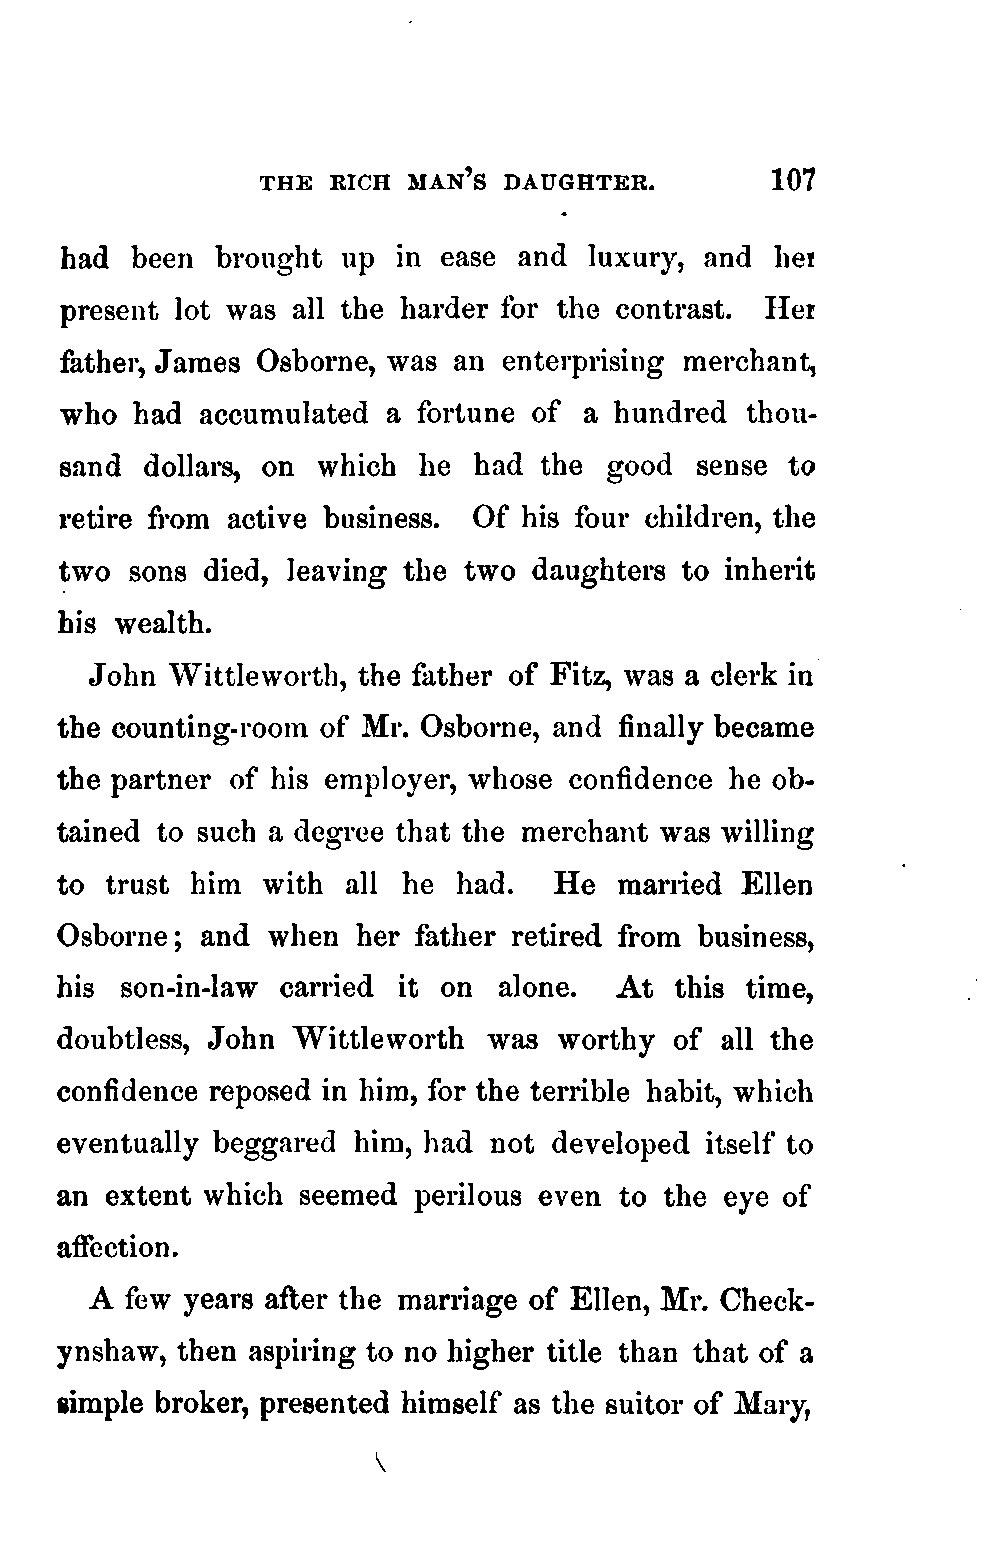 THE RICH MAN'S DAUGHTER. 107
had been brought up in ease and luxury, and her
present lot was all the harder for the contrast. Her
father, James Osborne, was an enterprising merchant,
who had accumulated a fortune of a hundred thou-
sand dollars, on which he had the good sense to
retire from active business. Of his four children, the
two sons died, leaving the two daughters to inherit
his wealth.
John Wittleworth, the father of Fitz, was a clerk in
the counting-room of Mr. Osborne, and finally became
the partner of his employer, whose confidence he ob-
tained to such a degree that the merchant was willing
to trust him with all he had. He married Ellen
Osborne; and when her father retired from business,
his son-in-law carried it on alone. At this time,
doubtless, John Wittleworth was worthy of all the
confidence reposed in him, for the terrible habit, which
eventually beggared him, had not developed itself to
an extent which seemed perilous even to the eye of
affection.
A few years after the marriage of Ellen, Mr. Check-
ynshaw, then aspiring to no higher title than that of a
simple broker, presented himself as the suitor of Mary,